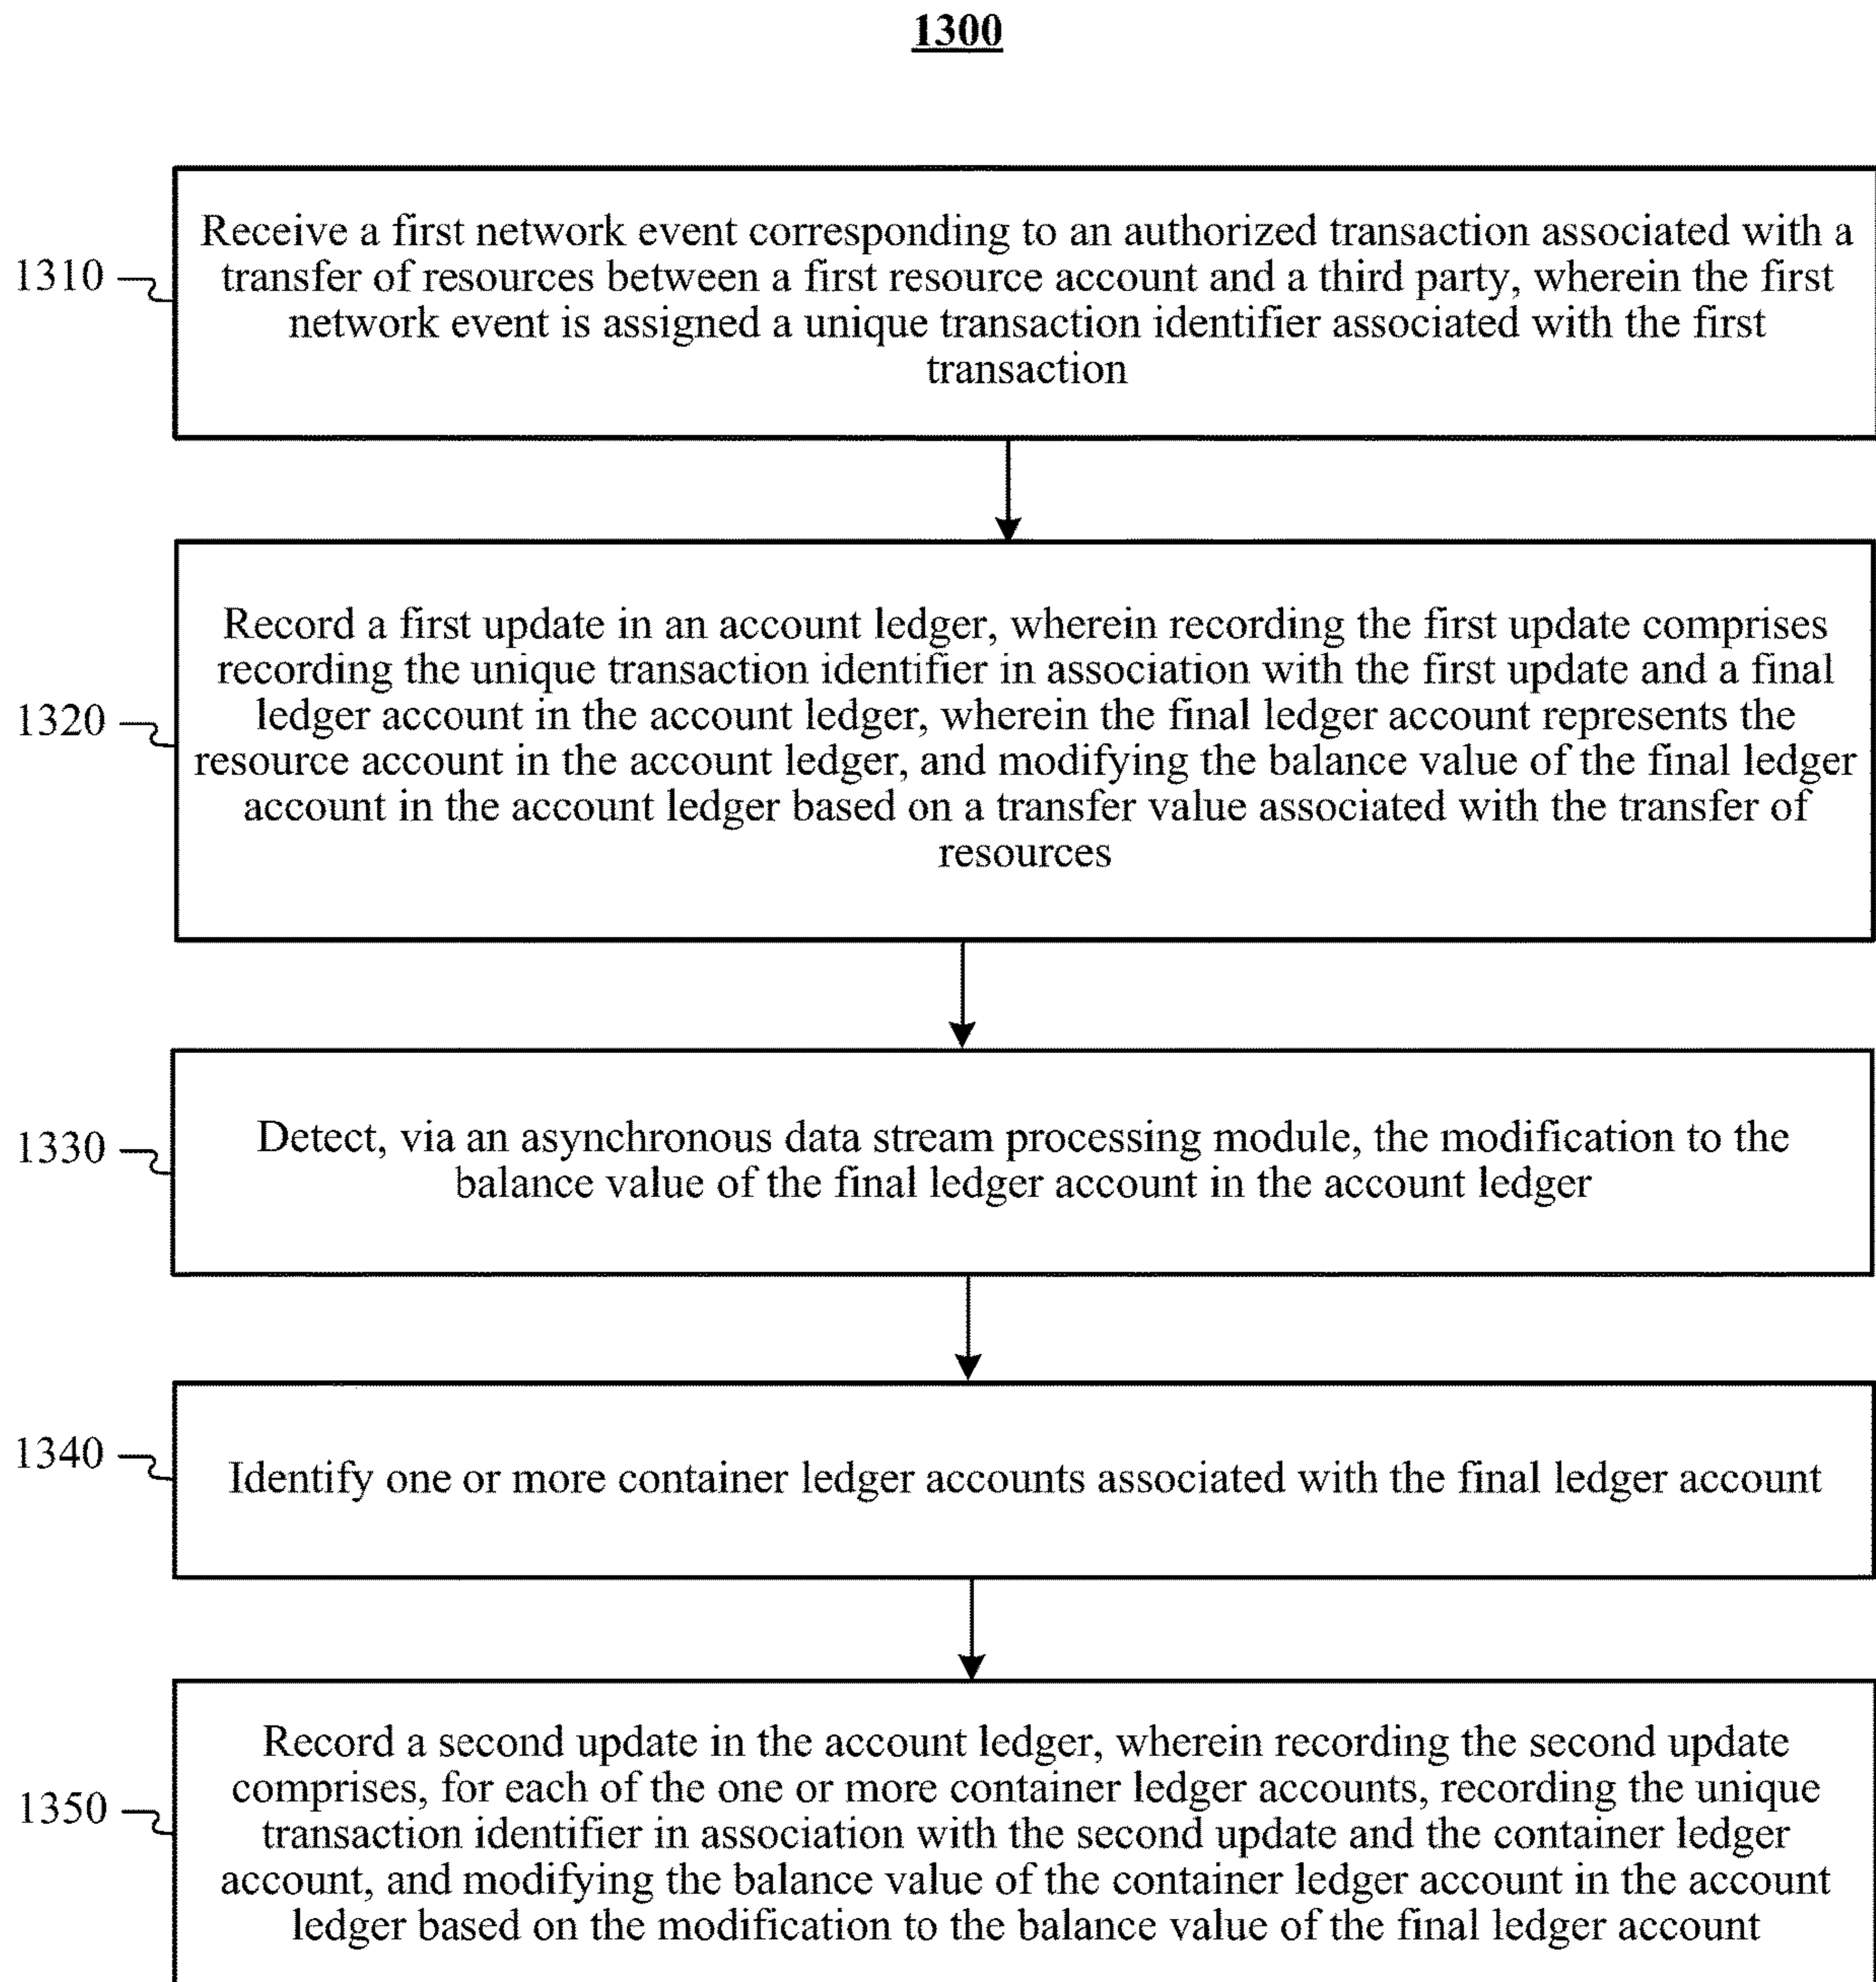 1300
1310
Receive a first network event corresponding to an authorized transaction associated with a
transfer of resources between a first resource account and a third party, wherein the first
network event is assigned a unique transaction identifier associated with the first
transaction
1320
Record a first update in an account ledger, wherein recording the first update comprises
recording the unique transaction identifier in association with the first update and a final
ledger account in the account ledger, wherein the final ledger account represents the
resource account in the account ledger, and modifying the balance value of the final ledger
account in the account ledger based on a transfer value associated with the transfer of
resources
1330
Detect, via an asynchronous data stream processing module, the modification to the
balance value of the final ledger account in the account ledger
1340
Identify one or more container ledger accounts associated with the final ledger account
1350
Record a second update in the account ledger, wherein recording the second update
comprises, for each of the one or more container ledger accounts, recording the unique
transaction identifier in association with the second update and the container ledger
account, and modifying the balance value of the container ledger account in the account
ledger based on the modification to the balance value of the final ledger account